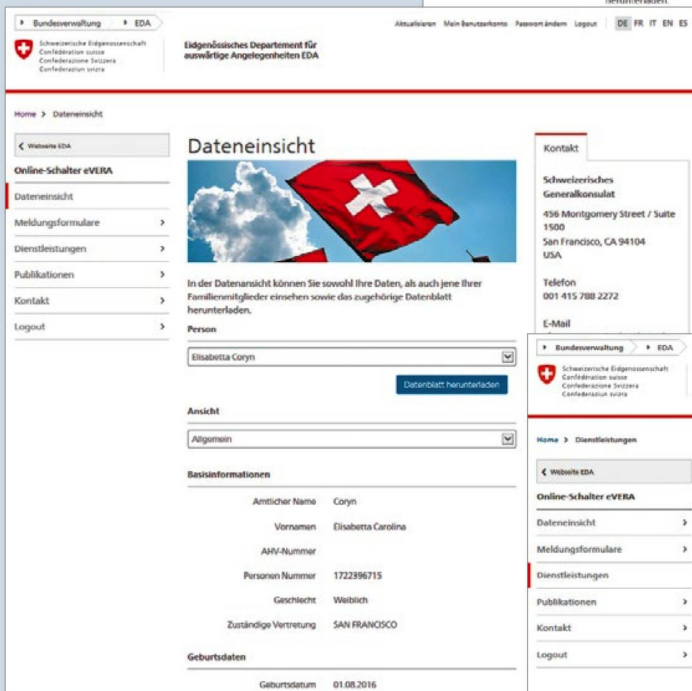 herunterladen.
Bundesverwaltung EDA
Aktualisieren Mein Benutzerkonto Passwort ändern Logout DE FR IT EN ES
Schweizerische Eidgenossenschaft
Confédération suisse
Confederazione Svizzera
Confederaziun svizra
Eidgenössisches Departement für
auswärtige Angelegenheiten EDA
Home > Dateneinsicht
Webseite EDA
Online-Schalter eVERA
Dateneinsicht
Meldungsformulare
Dienstleistungen
Publikationen
Kontakt
Logout
Dateneinsicht
In der Datenansicht können Sie sowohl Ihre Daten, als auch jene Ihrer
Familienmitglieder einsehen sowie das zugehörige Datenblatt
herunterladen.
Person
Elisabetta Coryn
Datenblatt herunterladen
Ansicht
Allgemein
Basisinformationen
Amtlicher Name Coryn
Vornamen Elisabetta Carolina
AHV-Nummer
Personen Nummer 1722396715
Geschlecht Weiblich
Zuständige Vertretung SAN FRANCISCO
Geburtsdaten
Geburtsdatum 01.08.2016
Kontakt
Schweizerisches
Generalkonsulat
456 Montgomery Street / Suite
1500
San Francisco, CA 94104
USA
Telefon
001 415 788 2272
E-Mail
Bundesverwaltung EDA
Schweizerische Eidgenossenschaft
Confédération suisse
Confederazione Svizzera
Confederaziun svizra
Home > Dienstleistungen
Webseite EDA
Online-Schalter eVERA
Dateneinsicht
Meldungsformulare
Dienstleistungen
Publikationen
Kontakt
Logout